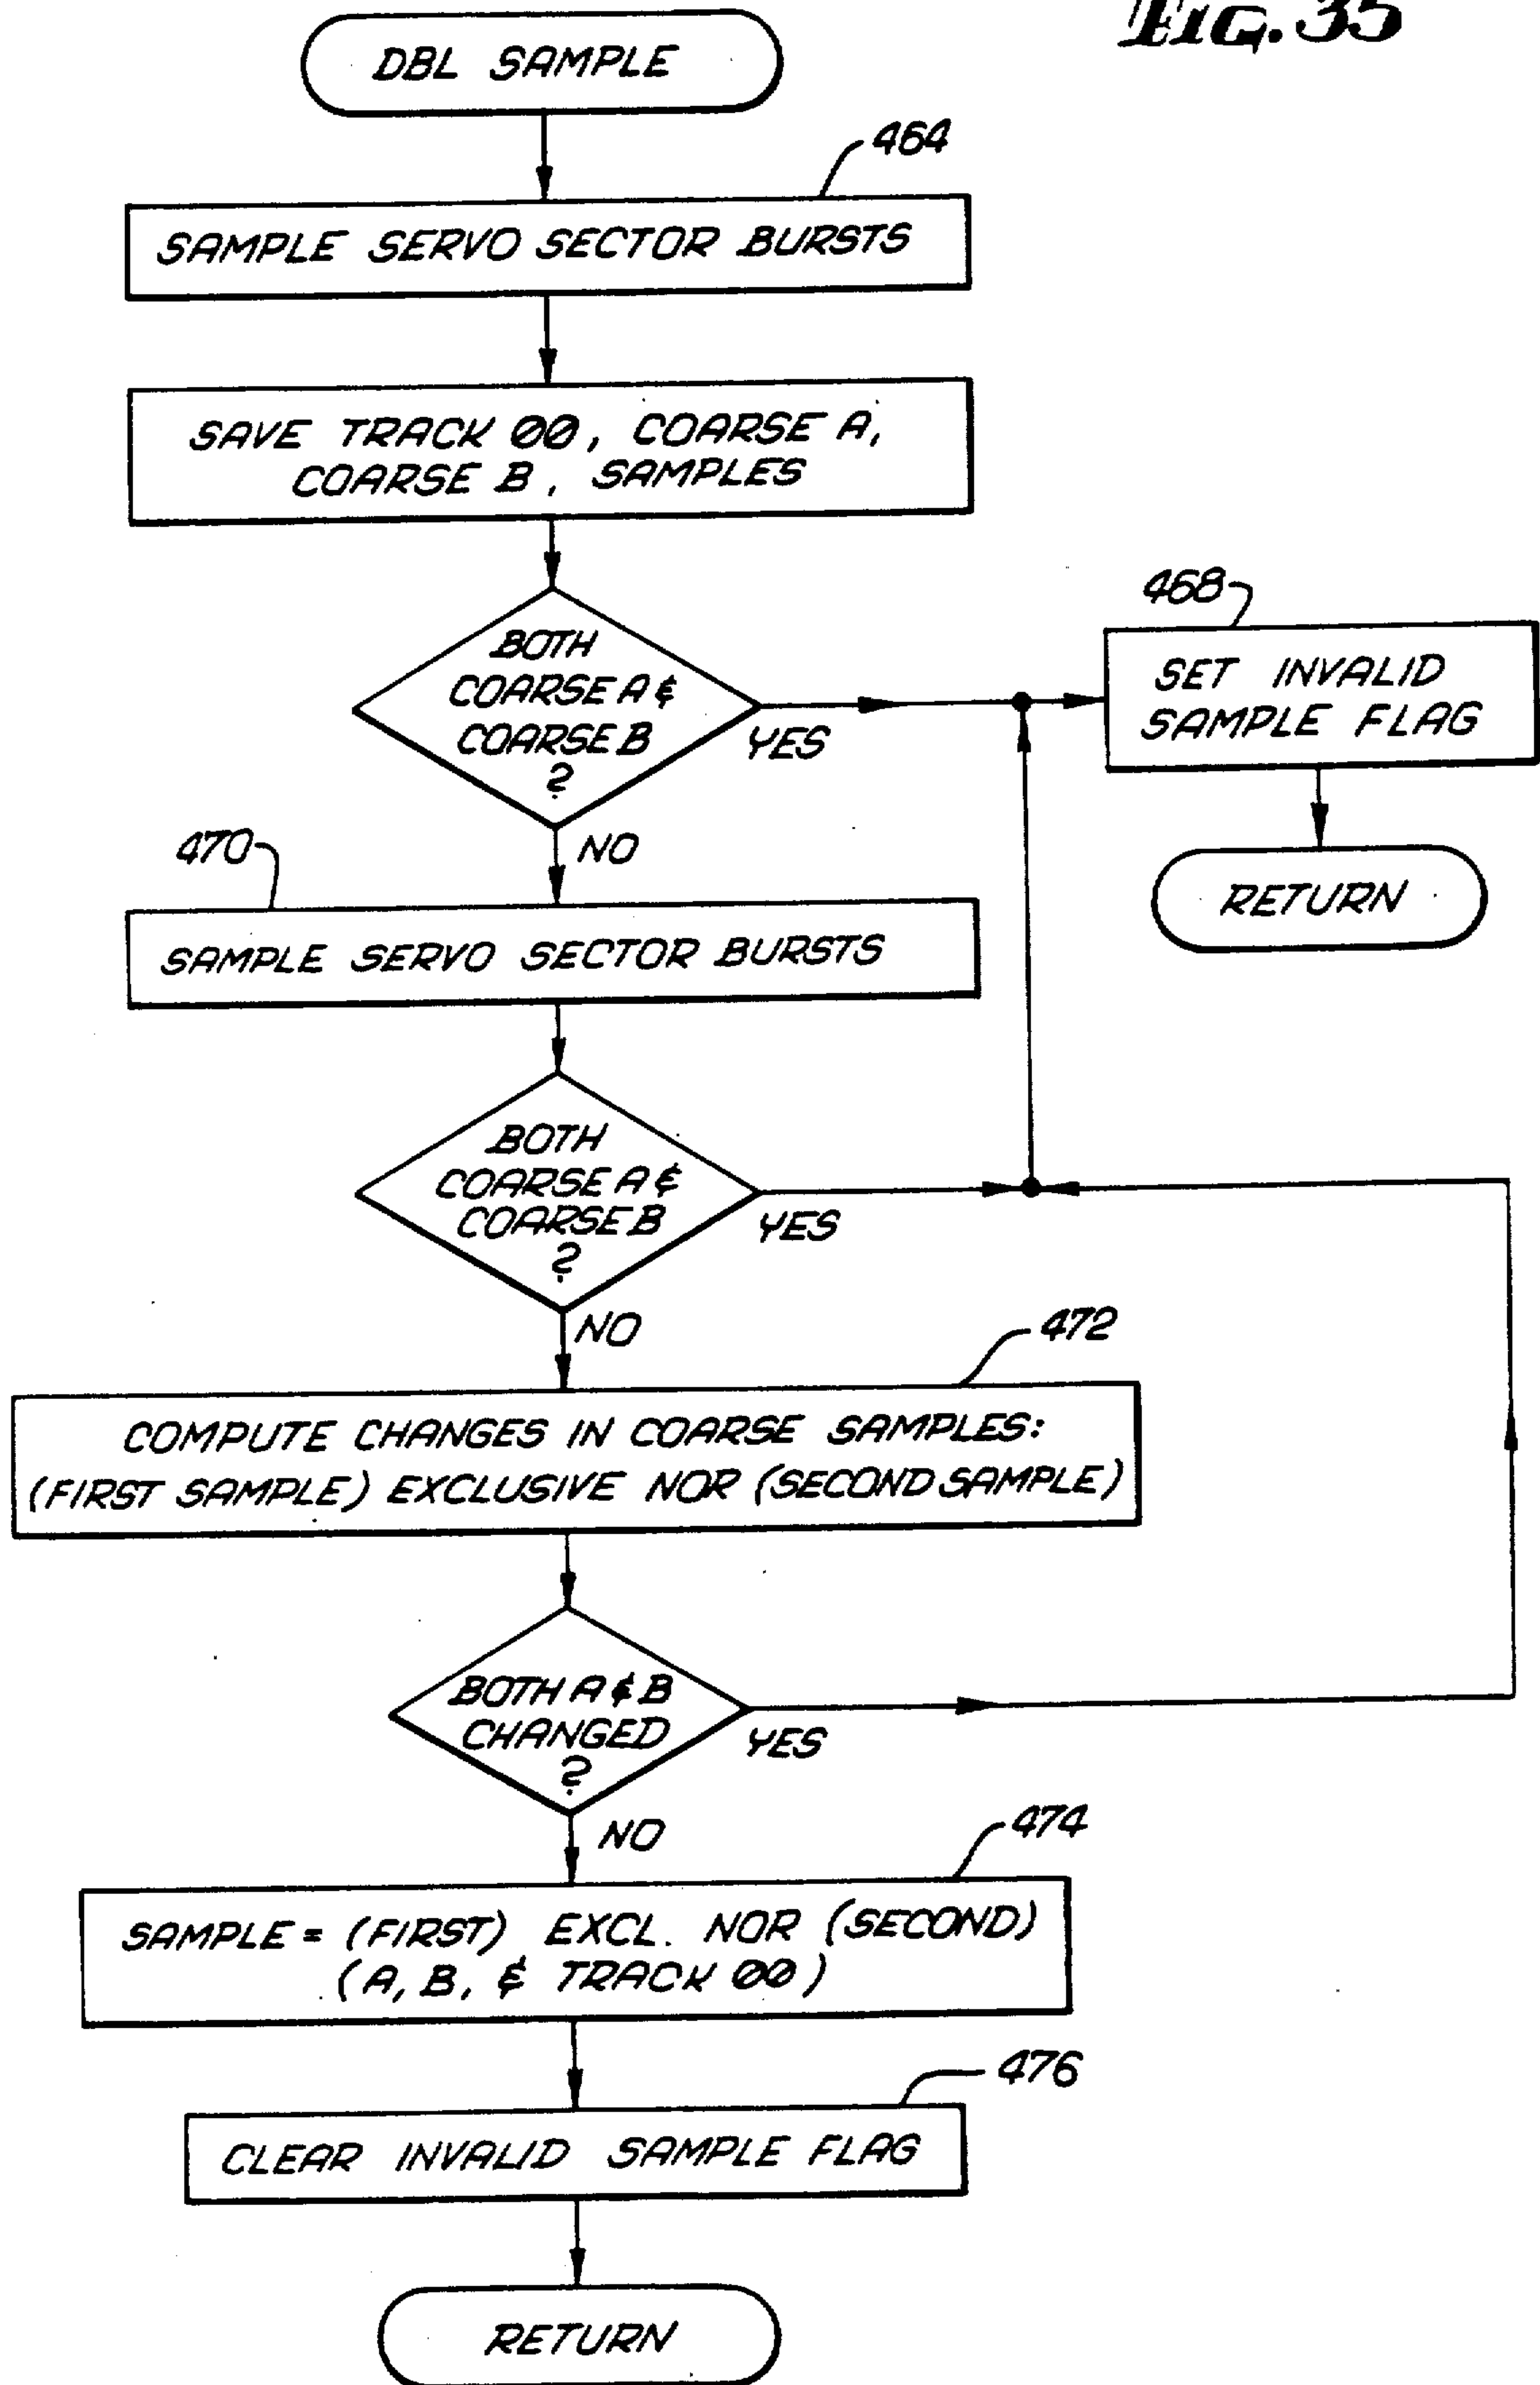 FIG. 35
DBL SAMPLE
464
SAMPLE SERVO SECTOR BURSTS
SAVE TRACK 00, COARSE A,
COARSE B, SAMPLES
BOTH
COARSE A &
COARSE B
?
YES
468
SET INVALID
SAMPLE FLAG
RETURN
NO
470
SAMPLE SERVO SECTOR BURSTS
BOTH
COARSE A &
COARSE B
?
YES
NO
472
COMPUTE CHANGES IN COARSE SAMPLES:
(FIRST SAMPLE) EXCLUSIVE NOR (SECOND SAMPLE)
BOTH A & B
CHANGED
?
YES
NO
474
SAMPLE = (FIRST) EXCL. NOR (SECOND)
(A, B, & TRACK 00)
476
CLEAR INVALID SAMPLE FLAG
RETURN